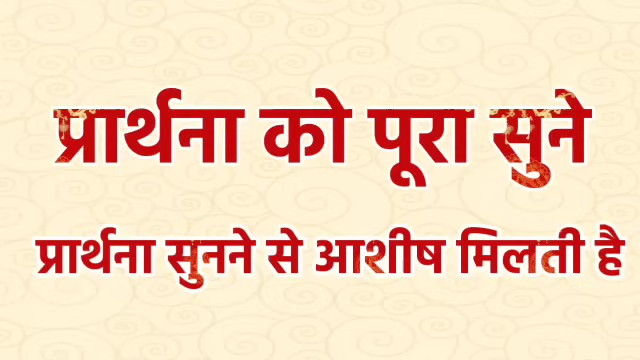 प्रार्थना को पूरा सुने
प्रार्थना सुनने से आशीष मिलती है